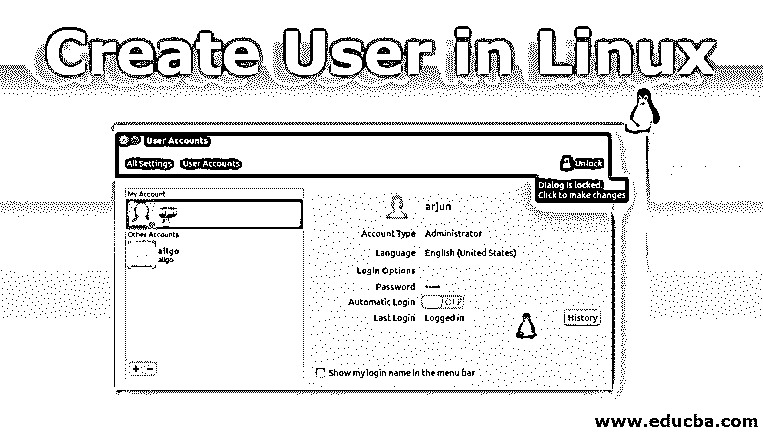 Create User in Linux
User Accounts
All Settings User Accounts
Unlock
Dialog is locked.
Click to make changes
My Account
Other Accounts
arjun
Account Type Administrator
Language English (United States)
Login Options
Password
Automatic Login OFF
Last Login Logged in
History
+ -
Show my login name in the menu bar
www.educba.com